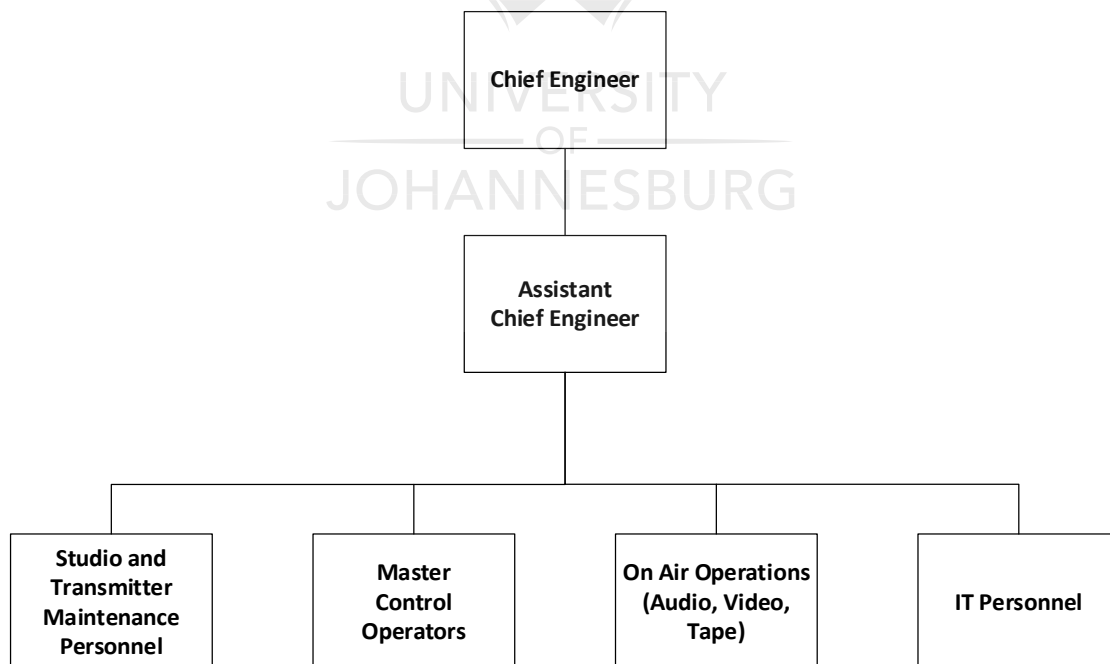 Chief Engineer
UNIVERSITY
OF
JOHANNESBURG
Assistant
Chief Engineer
Studio and
Transmitter
Maintenance
Personnel
Master
Control
Operators
On Air Operations
(Audio, Video,
Tape)
IT Personnel